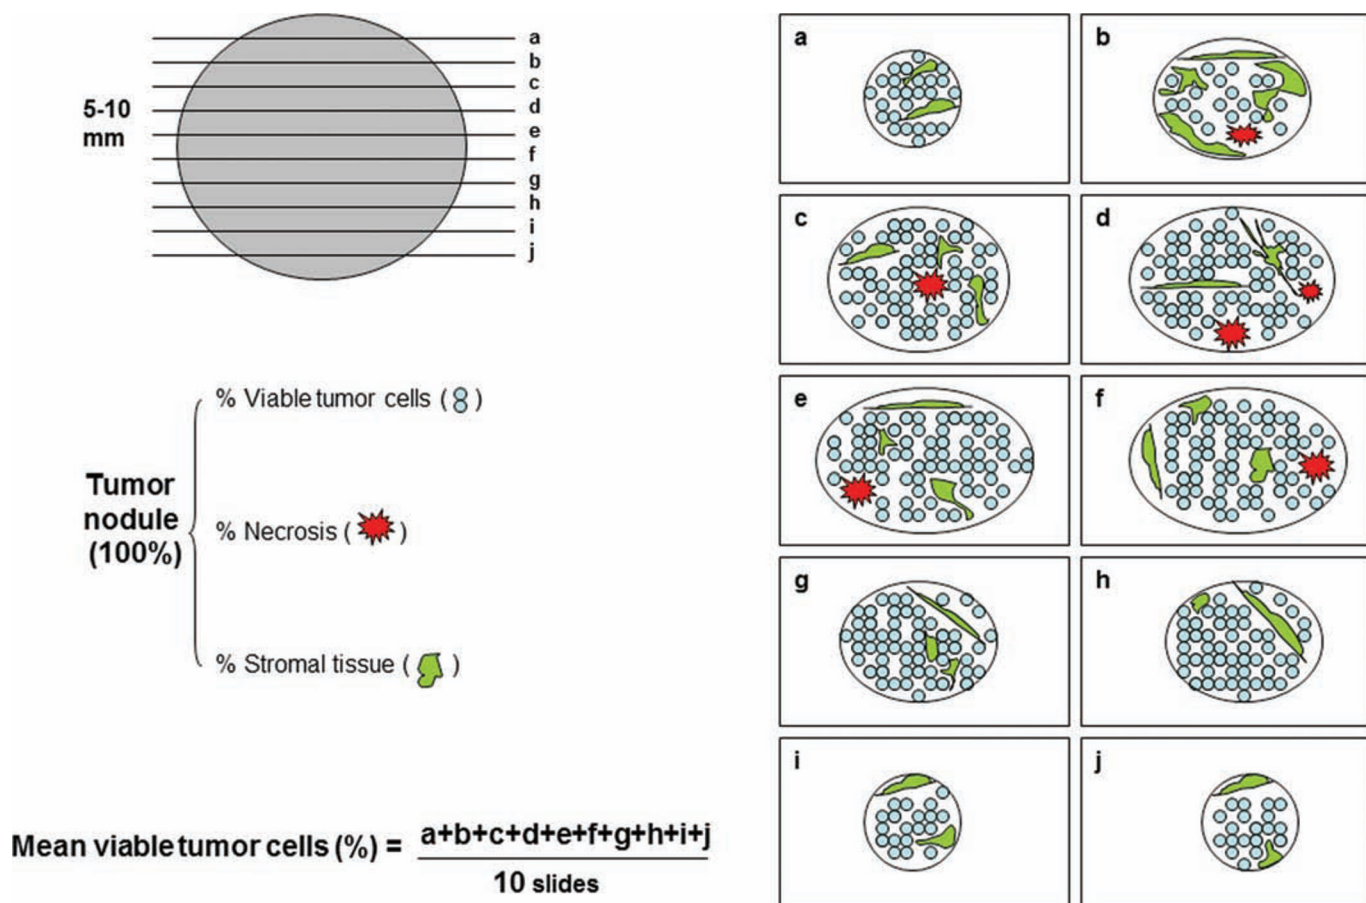 a
b
c
d
e
f
g
h
i
j
5-10
mm
% Viable tumor cells ( )
Tumor
nodule
(100%)
% Necrosis ( )
% Stromal tissue ( )
Mean viable tumor cells (%) = a+b+c+d+e+f+g+h+i+j
10 slides
a
b
c
d
e
f
g
h
i
j